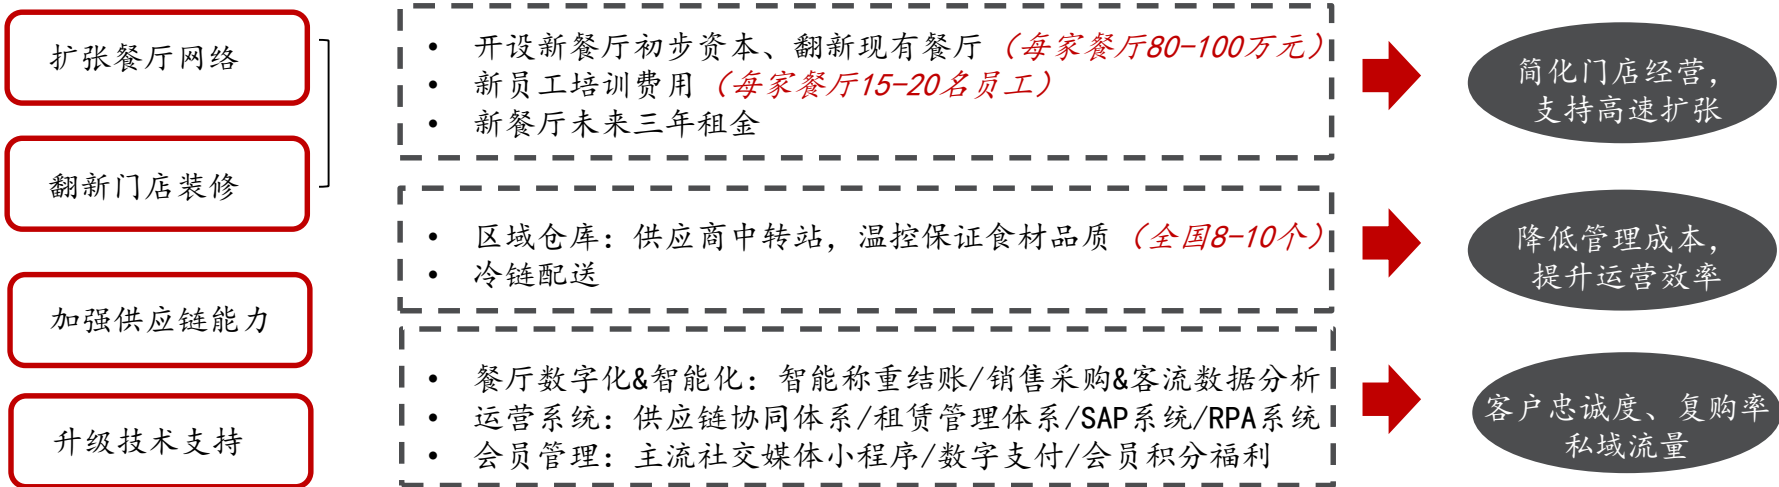 扩张餐厅网络
翻新门店装修
加强供应链能力
升级技术支持
• 开设新餐厅初步资本、翻新现有餐厅（每家餐厅80-100万元）
• 新员工培训费用（每家餐厅15-20名员工）
• 新餐厅未来三年租金
• 区域仓库：供应商中转站，温控保证食材品质（全国8-10个）
• 冷链配送
• 餐厅数字化&智能化：智能称重结账/销售采购&客流数据分析
• 运营系统：供应链协同体系/租赁管理体系/SAP系统/RPA系统
• 会员管理：主流社交媒体小程序/数字支付/会员积分福利
简化门店经营，
支持高速扩张
降低管理成本，
提升运营效率
客户忠诚度、复购率
私域流量